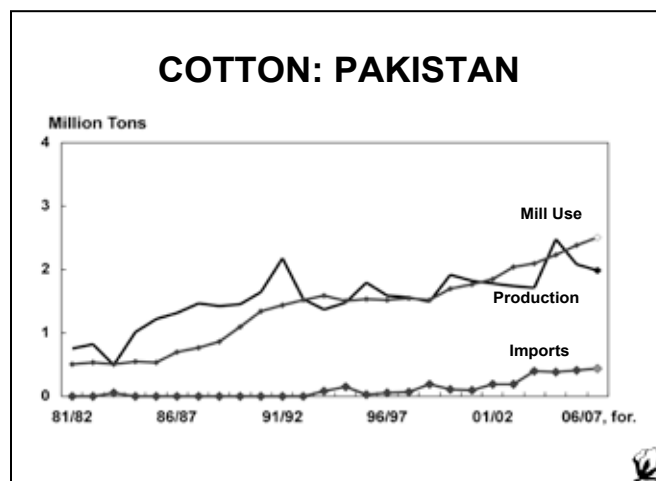 COTTON: PAKISTAN
Million Tons
4
3
Mill Use
2
Production
1
Imports
0
81/82 86/87 91/92 96/97 01/02 06/07, for.